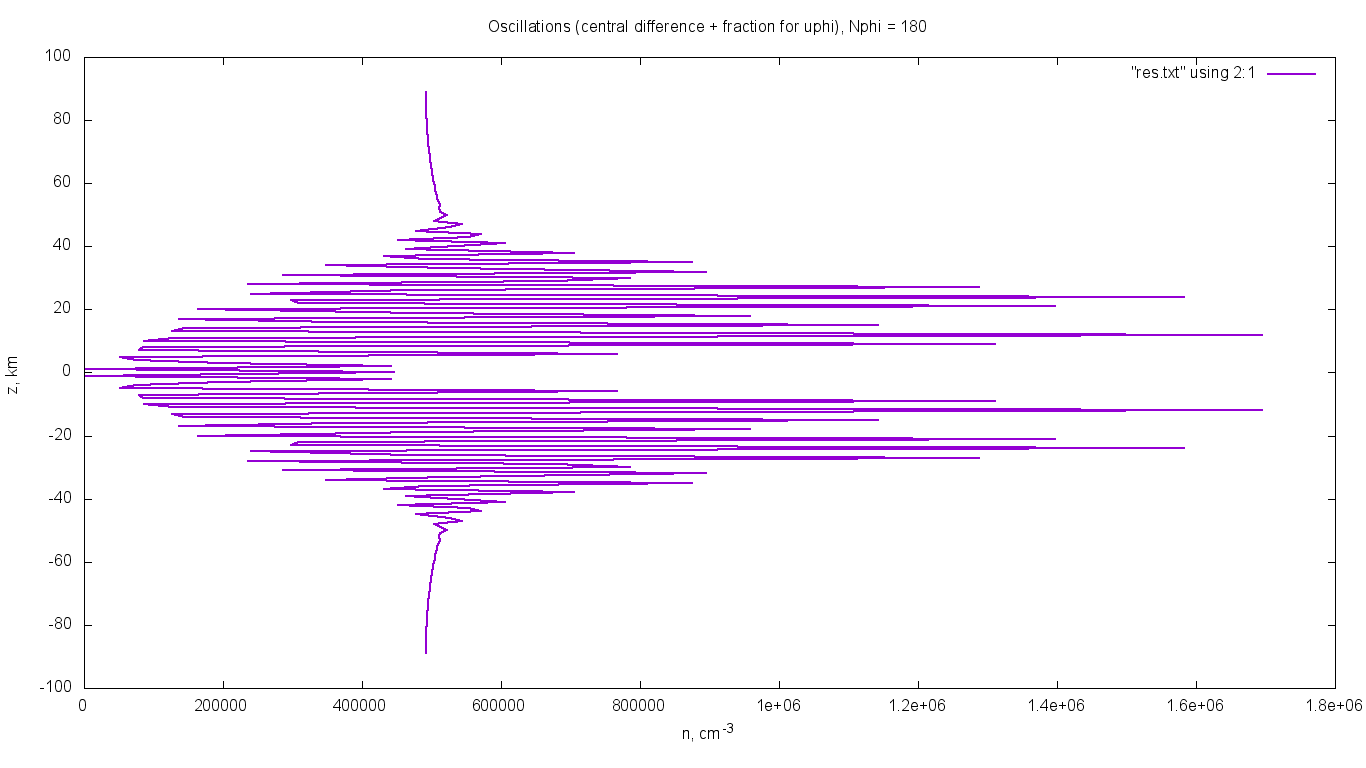 Oscillations (central difference + fraction for uphi), Nphi = 180
"res.txt" using 2:1
100
80
60
40
20
0
-20
-40
-60
-80
-100
z, km
0 200000 400000 600000 800000 1e+06 1.2e+06 1.4e+06 1.6e+06 1.8e+06
n, cm-3